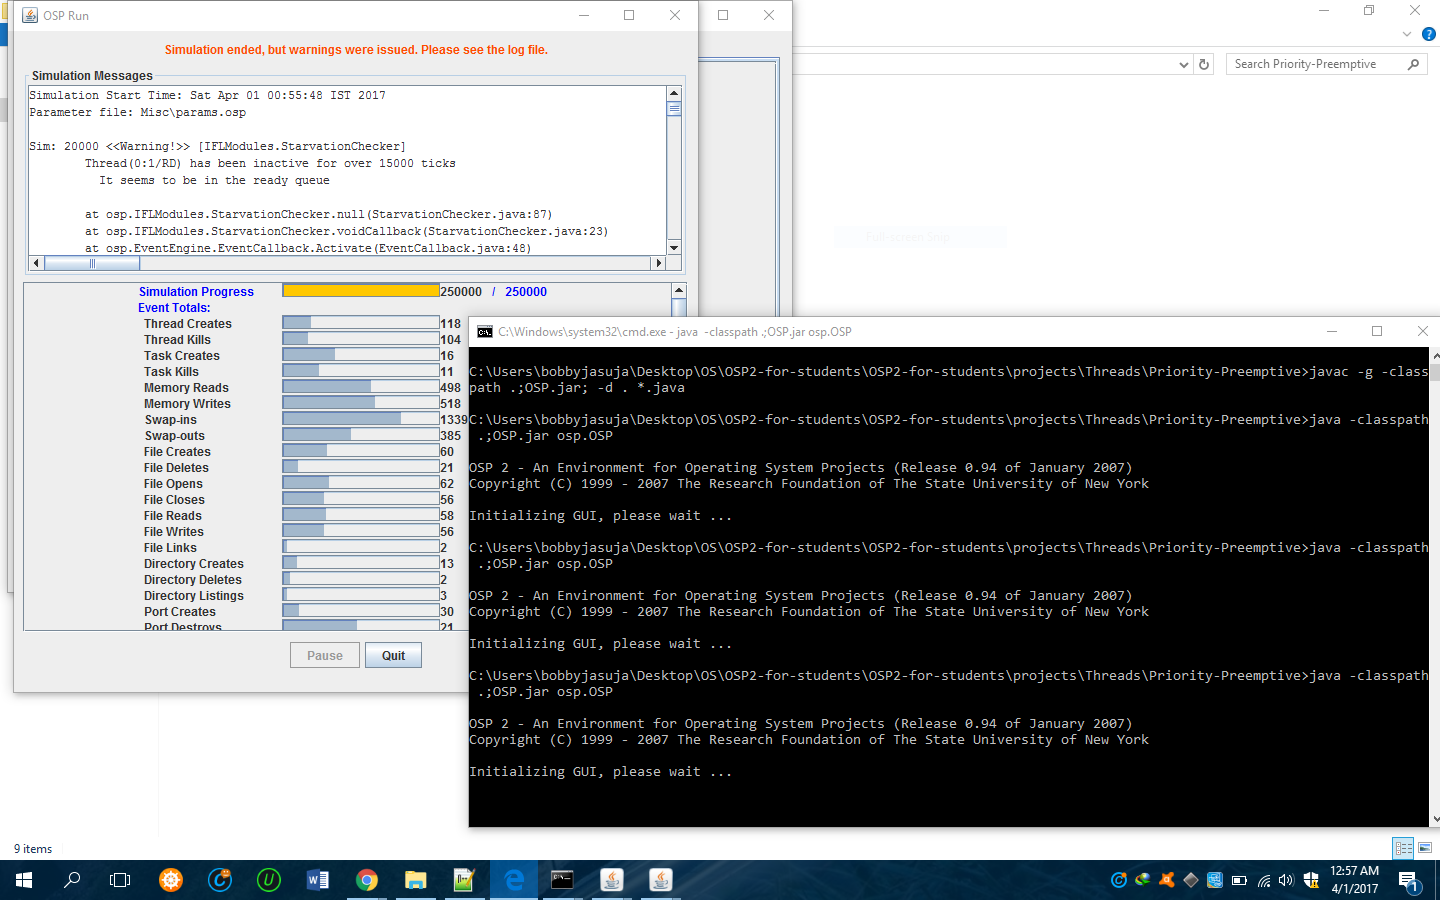 OSP Run
Simulation ended, but warnings were issued. Please see the log file.
Simulation Messages
Simulation Start Time: Sat Apr 01 00:55:48 IST 2017
Parameter file: Misc\params.osp
Sim: 20000 <<Warning!>> [IFLModules.StarvationChecker]
Thread(0:1/RD) has been inactive for over 15000 ticks
It seems to be in the ready queue
at osp.IFLModules.StarvationChecker.null(StarvationChecker.java:87)
at osp.IFLModules.StarvationChecker.voidCallback(StarvationChecker.java:23)
at osp.EventEngine.EventCallback.Activate(EventCallback.java:48)
Simulation Progress 250000 / 250000
Event Totals:
Thread Creates 118
Thread Kills 104
Task Creates 16
Task Kills 11
Memory Reads 498
Memory Writes 518
Swap-ins 1339
Swap-outs 385
File Creates 60
File Deletes 21
File Opens 62
File Closes 56
File Reads 58
File Writes 56
File Links 2
Directory Creates 13
Directory Deletes 2
Directory Listings 3
Port Creates 30
Port Destroys 21
Pause Quit
Search Priority-Preemptive
C:\Windows\system32\cmd.exe - java -classpath .;OSP.jar osp.OSP
C:\Users\bobbyjasuja\Desktop\OS\OSP2-for-students\OSP2-for-students\projects\Threads\Priority-Preemptive>javac -g -class
path .;OSP.jar; -d . *.java
C:\Users\bobbyjasuja\Desktop\OS\OSP2-for-students\OSP2-for-students\projects\Threads\Priority-Preemptive>java -classpath
.;OSP.jar osp.OSP
OSP 2 - An Environment for Operating System Projects (Release 0.94 of January 2007)
Copyright (C) 1999 - 2007 The Research Foundation of The State University of New York
Initializing GUI, please wait ...
C:\Users\bobbyjasuja\Desktop\OS\OSP2-for-students\OSP2-for-students\projects\Threads\Priority-Preemptive>java -classpath
.;OSP.jar osp.OSP
OSP 2 - An Environment for Operating System Projects (Release 0.94 of January 2007)
Copyright (C) 1999 - 2007 The Research Foundation of The State University of New York
Initializing GUI, please wait ...
C:\Users\bobbyjasuja\Desktop\OS\OSP2-for-students\OSP2-for-students\projects\Threads\Priority-Preemptive>java -classpath
.;OSP.jar osp.OSP
OSP 2 - An Environment for Operating System Projects (Release 0.94 of January 2007)
Copyright (C) 1999 - 2007 The Research Foundation of The State University of New York
Initializing GUI, please wait ...
9 items
12:57 AM
4/1/2017
1